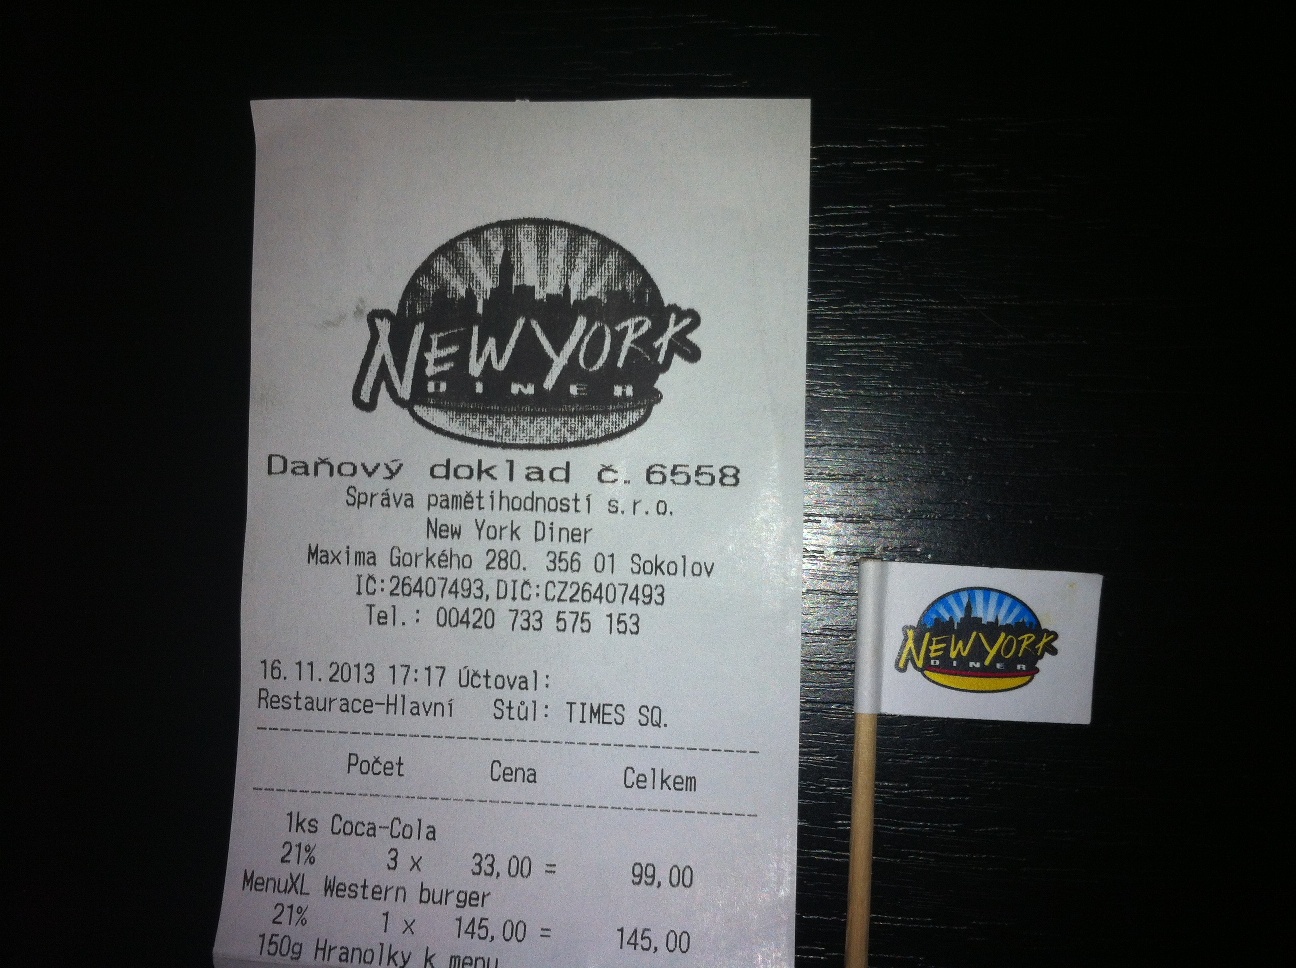 NEW YORK
DINER
Daňový doklad č. 6558
Správa pamětihodností s.r.o.
New York Diner
Maxima Gorkého 280. 356 01 Sokolov
IČ:26407493,DIČ:CZ26407493
Tel.: 00420 733 575 153
16.11.2013 17:17 Účtoval:
Restaurace-Hlavní Stůl: TIMES SQ.
Počet Cena Celkem
1ks Coca-Cola
21% 3 x 33,00 = 99,00
MenuXL Western burger
21% 1 x 145,00 = 145,00
150g Hranolky k menu
NEW YORK
DINER